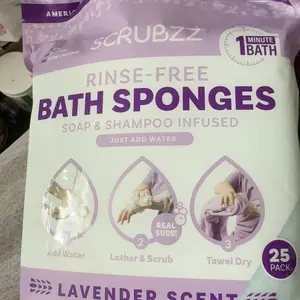 AMERIC
SCRUBZZ
1 MINUTE BATH
RINSE-FREE
BATH SPONGES
SOAP & SHAMPOO INFUSED
JUST ADD WATER
REAL SUDS!
2
3
Add Water
Lather & Scrub
Towel Dry
25 PACK
LAVENDER SCENT